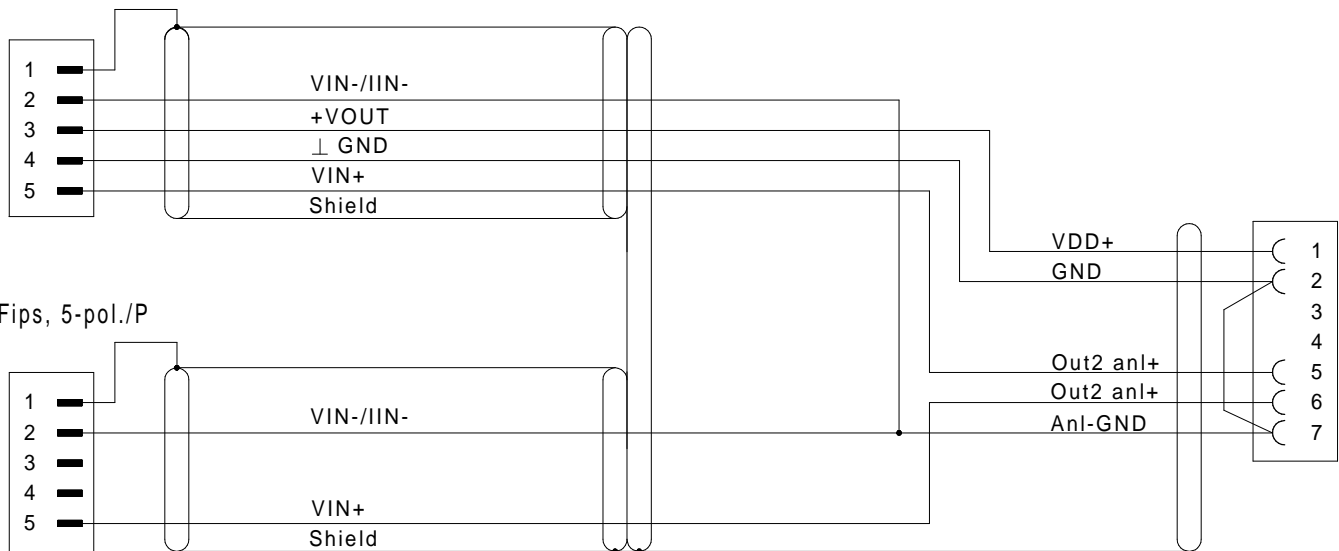 1
2
3
4
5
VIN-/IIN-
+VOUT
⊥ GND
VIN+
Shield
VDD+
GND
Out2 anl+
Out2 anl+
Anl-GND
1
2
3
4
5
6
7
Fips, 5-pol./P
1
2
3
4
5
VIN-/IIN-
VIN+
Shield